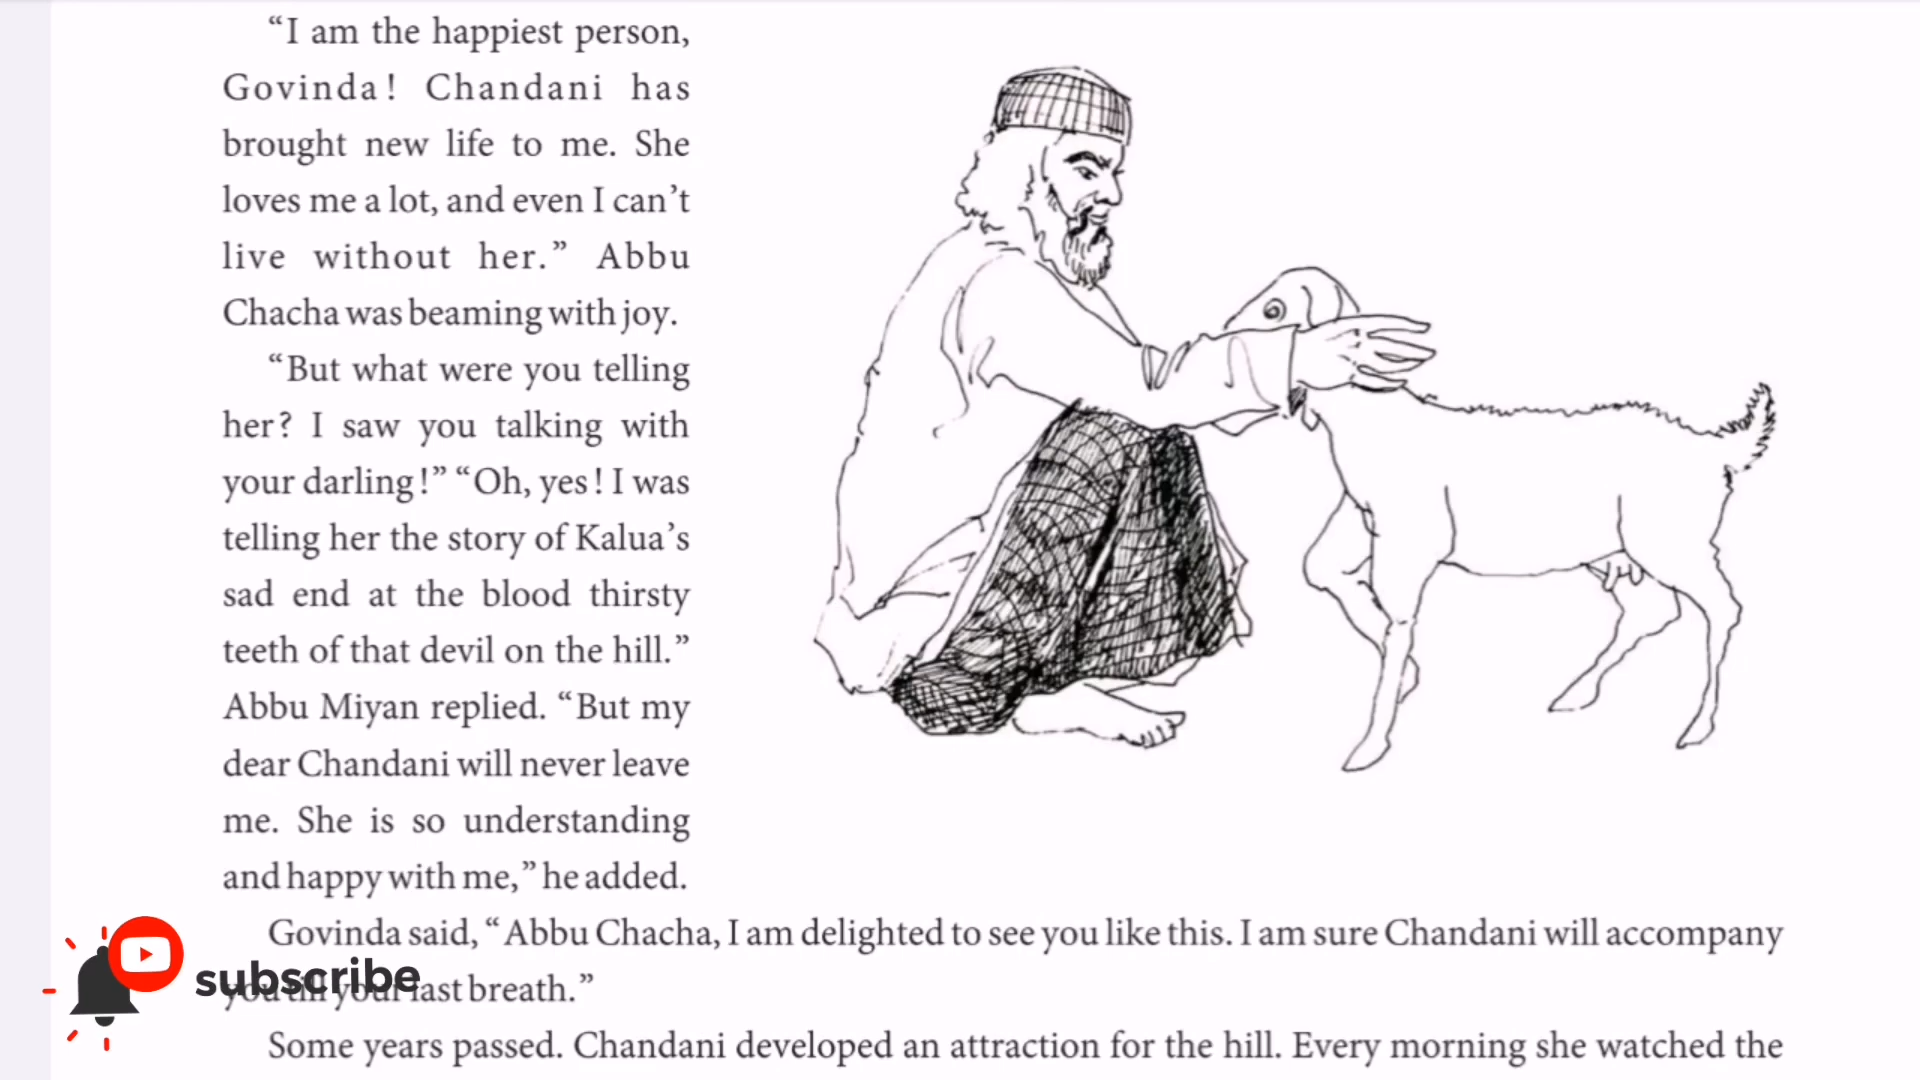 “I am the happiest person,
Govinda! Chandani has
brought new life to me. She
loves me a lot, and even I can’t
live without her.” Abbu
Chacha was beaming with joy.
“But what were you telling
her? I saw you talking with
your darling!” “Oh, yes! I was
telling her the story of Kalua’s
sad end at the blood thirsty
teeth of that devil on the hill.”
Abbu Miyan replied. “But my
dear Chandani will never leave
me. She is so understanding
and happy with me,” he added.
Govinda said, “Abbu Chacha, I am delighted to see you like this. I am sure Chandani will accompany
you till your last breath.”
subscribe
Some years passed. Chandani developed an attraction for the hill. Every morning she watched the